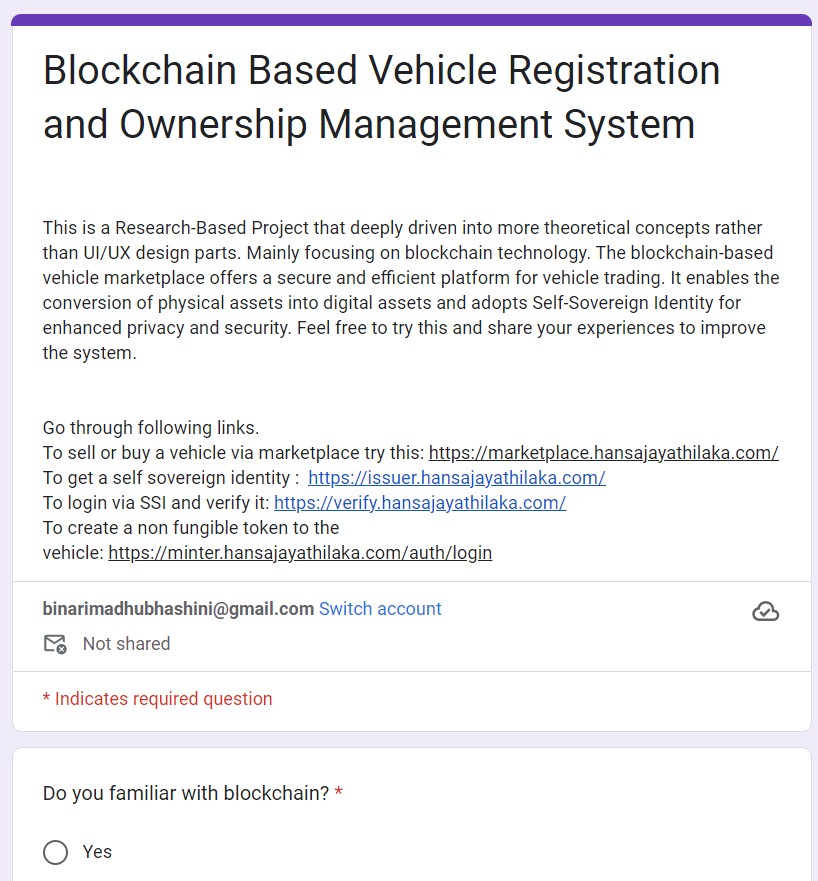 Blockchain Based Vehicle Registration
and Ownership Management System
This is a Research-Based Project that deeply driven into more theoretical concepts rather
than UI/UX design parts. Mainly focusing on blockchain technology. The blockchain-based
vehicle marketplace offers a secure and efficient platform for vehicle trading. It enables the
conversion of physical assets into digital assets and adopts Self-Sovereign Identity for
enhanced privacy and security. Feel free to try this and share your experiences to improve
the system.
Go through following links.
To sell or buy a vehicle via marketplace try this: https://marketplace.hansajayathilaka.com/
To get a self sovereign identity :  https://issuer.hansajayathilaka.com/
To login via SSI and verify it: https://verify.hansajayathilaka.com/
To create a non fungible token to the
vehicle: https://minter.hansajayathilaka.com/auth/login
binarimadhubhashini@gmail.com Switch account
Not shared
* Indicates required question
Do you familiar with blockchain? *
Yes